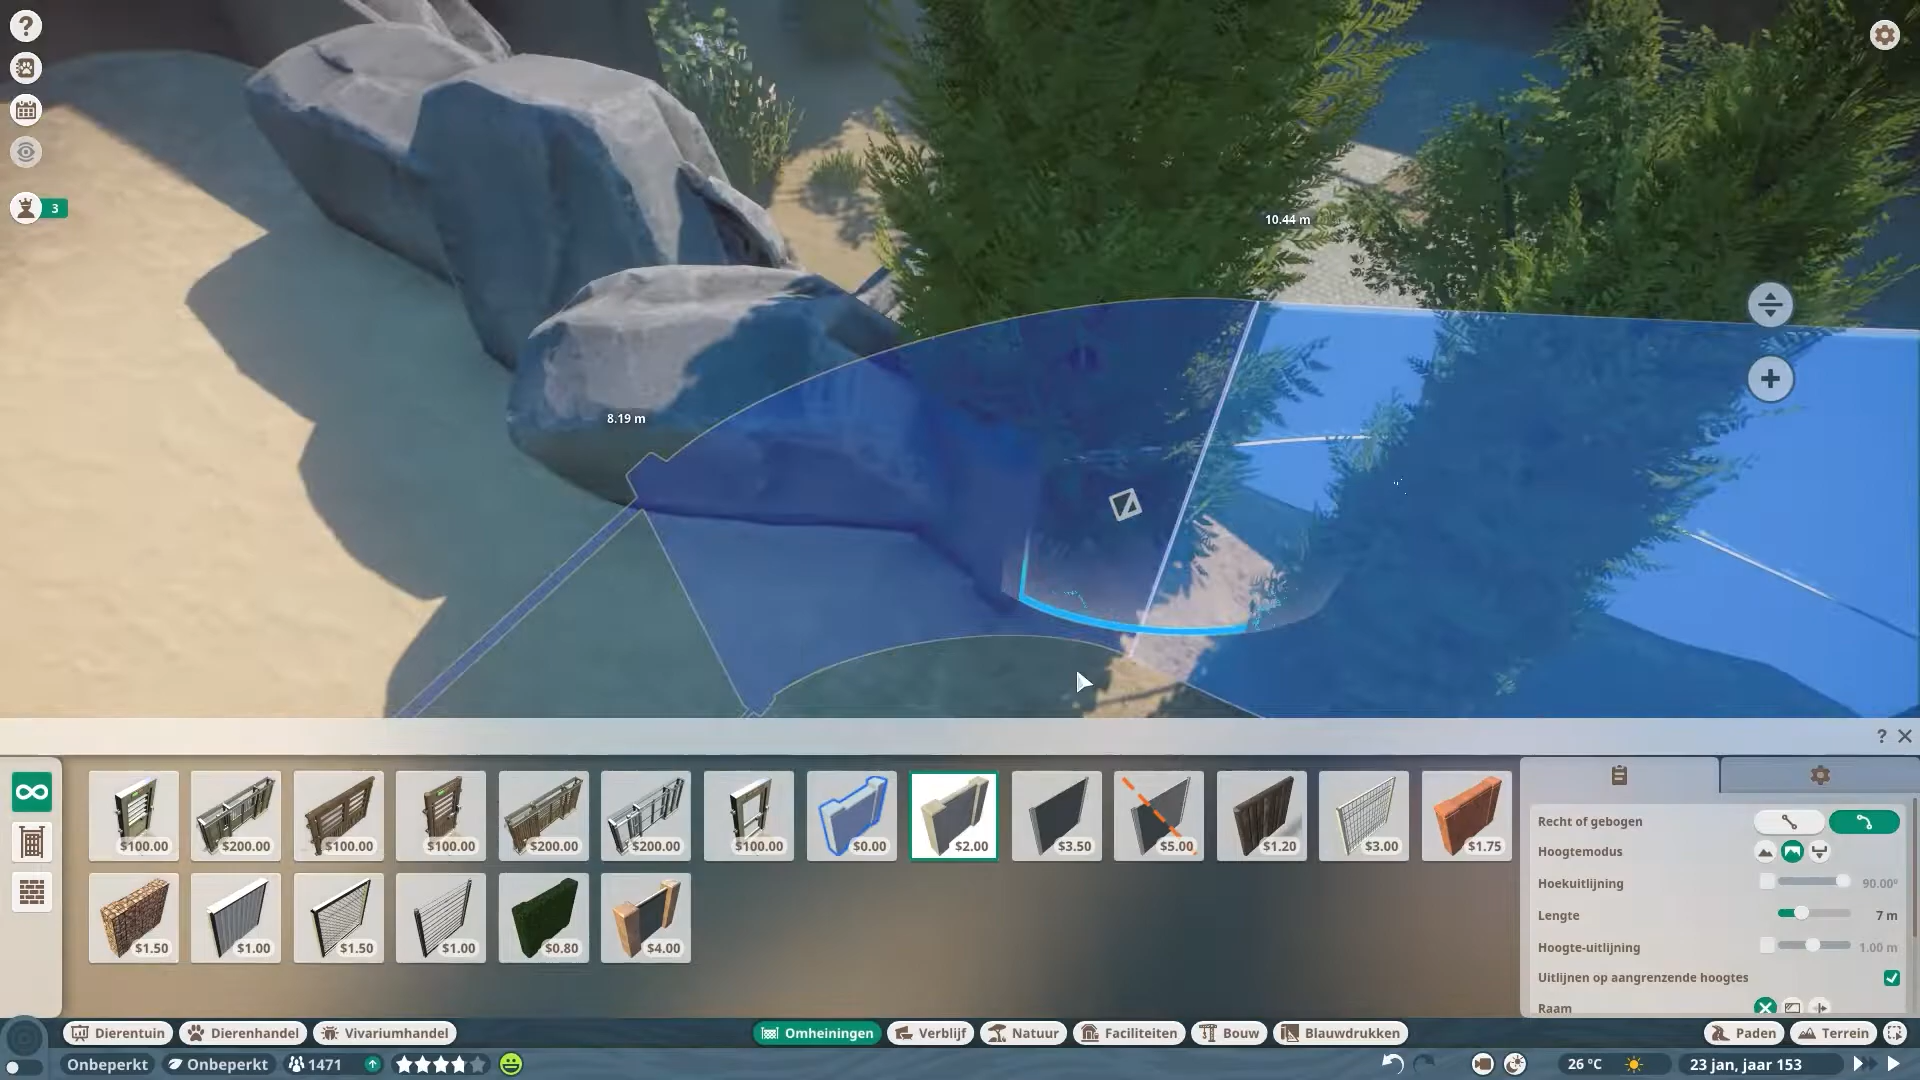 3
10.44 m
8.19 m
?
?
$100.00
$200.00
$100.00
$100.00
$200.00
$200.00
$100.00
$0.00
$2.00
$3.50
$5.00
$1.20
$3.00
$1.75
$1.50
$1.00
$1.50
$1.00
$0.80
$4.00
Recht of gebogen
Hoogtemodus
Hoekuitlijning 90.00°
Lengte 7 m
Hoogte-uitlijning 1.00 m
Uitlijnen op aangrenzende hoogtes
Raam
Dierentuin Dierenhandel Vivariumhandel Omheiningen Verblijf Natuur Faciliteiten Bouw Blauwdrukken Paden Terrein
Onbeperkt Onbeperkt 1471 26 °C 23 jan, jaar 153